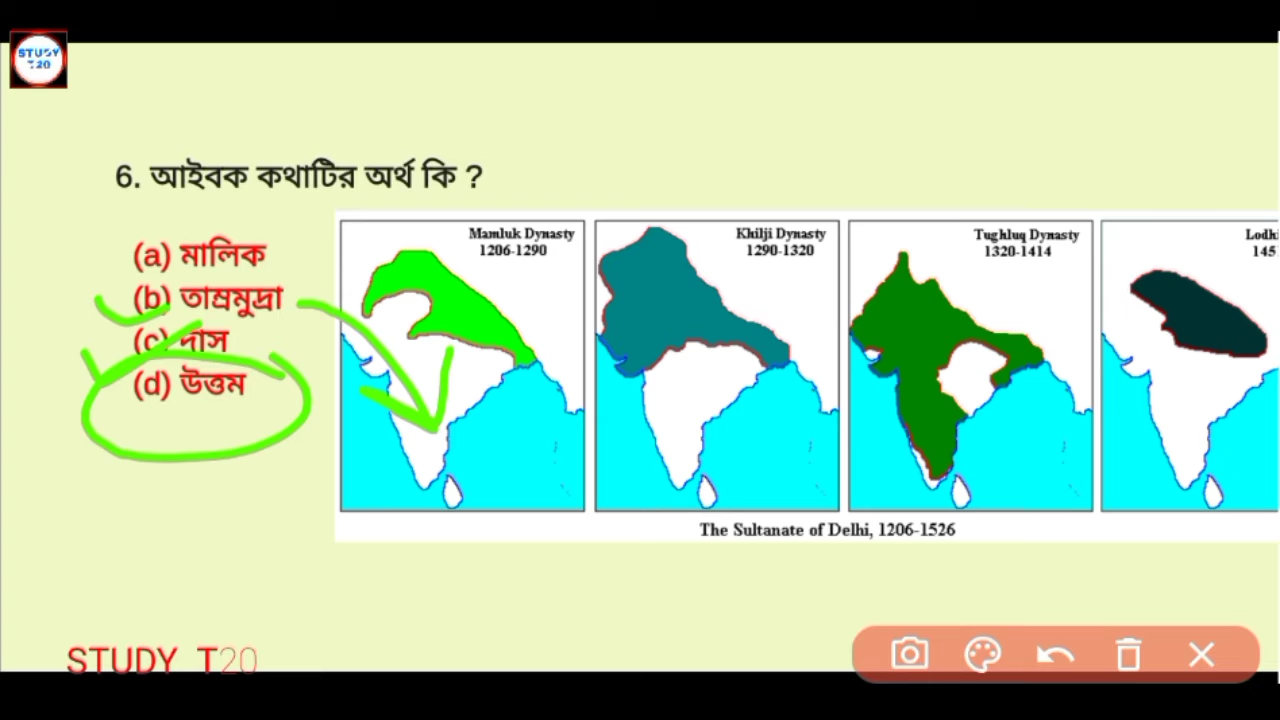 STUDY
T20
6. আইবক কথাটির অর্থ কি ?
(a) মালিক
(b) তাম্রমুদ্রা
(c) দাস
(d) উত্তম
Mamluk Dynasty
1206-1290
Khilji Dynasty
1290-1320
Tughluq Dynasty
1320-1414
Lodhi
145
The Sultanate of Delhi, 1206-1526
STUDY T20